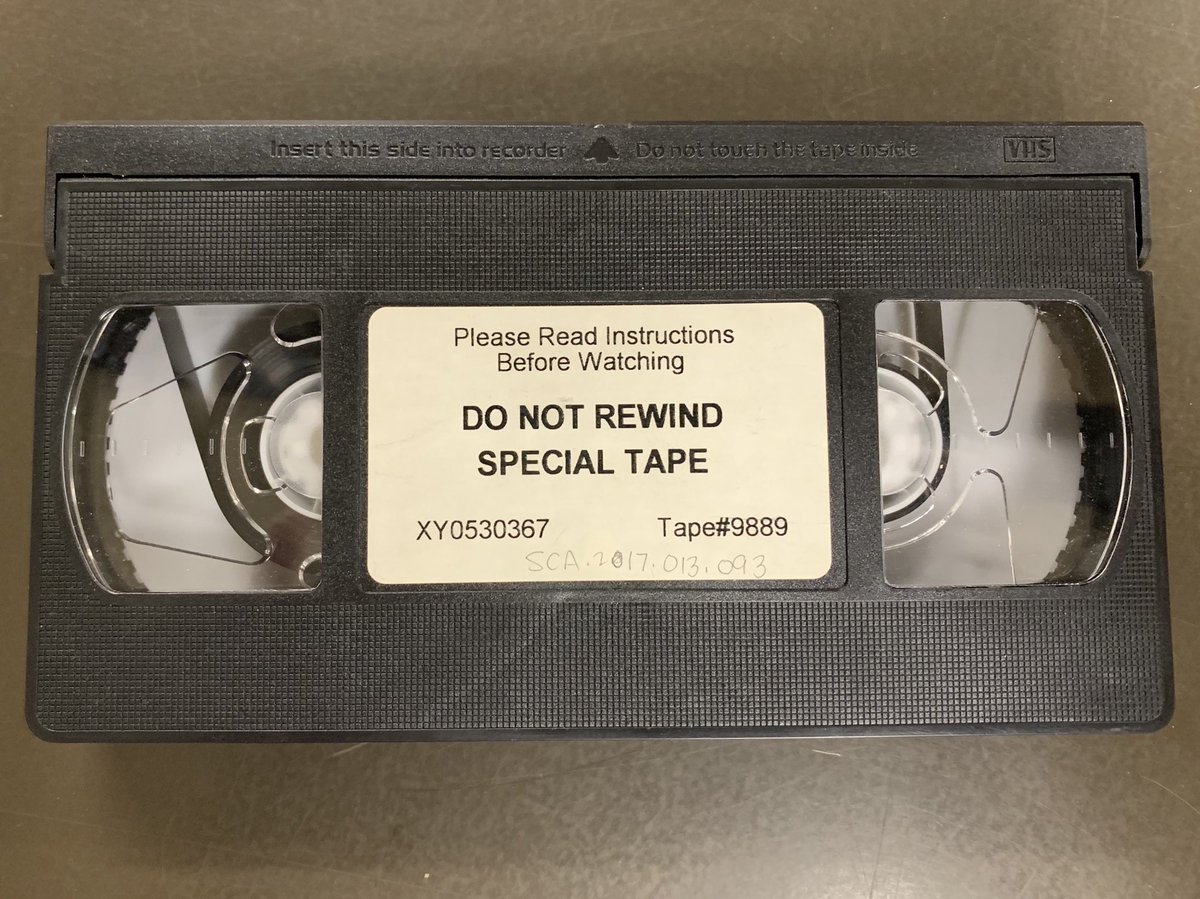 Insert this side into recorder Do not touch the tape inside VHS
Please Read Instructions
Before Watching
DO NOT REWIND
SPECIAL TAPE
XY0530367 Tape#9889
SCA.2017.013.093